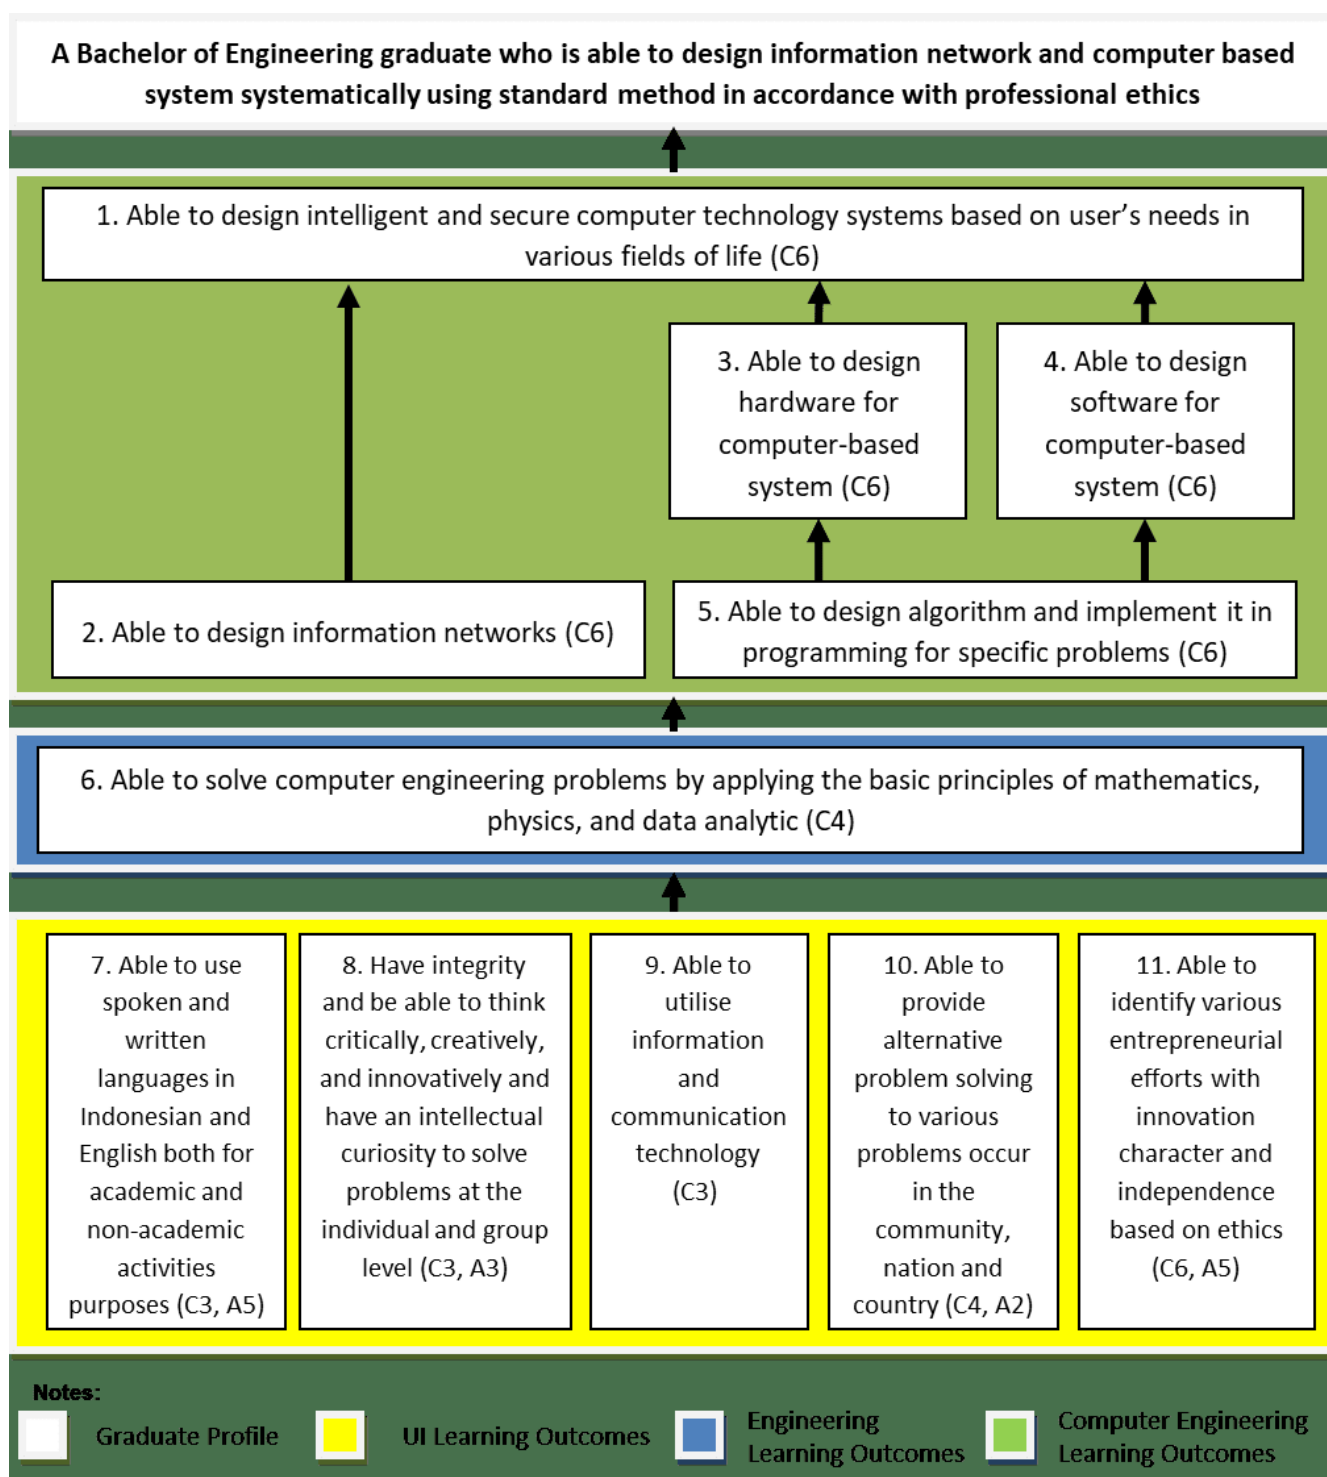 A Bachelor of Engineering graduate who is able to design information network and computer based
system systematically using standard method in accordance with professional ethics
1. Able to design intelligent and secure computer technology systems based on user’s needs in
various fields of life (C6)
3. Able to design
hardware for
computer-based
system (C6)
4. Able to design
software for
computer-based
system (C6)
2. Able to design information networks (C6)
5. Able to design algorithm and implement it in
programming for specific problems (C6)
6. Able to solve computer engineering problems by applying the basic principles of mathematics,
physics, and data analytic (C4)
7. Able to use
spoken and
written
languages in
Indonesian and
English both for
academic and
non-academic
activities
purposes (C3, A5)
8. Have integrity
and be able to think
critically, creatively,
and innovatively and
have an intellectual
curiosity to solve
problems at the
individual and group
level (C3, A3)
9. Able to
utilise
information
and
communication
technology
(C3)
10. Able to
provide
alternative
problem solving
to various
problems occur
in the
community,
nation and
country (C4, A2)
11. Able to
identify various
entrepreneurial
efforts with
innovation
character and
independence
based on ethics
(C6, A5)
Notes:
Graduate Profile
UI Learning Outcomes
Engineering
Learning Outcomes
Computer Engineering
Learning Outcomes